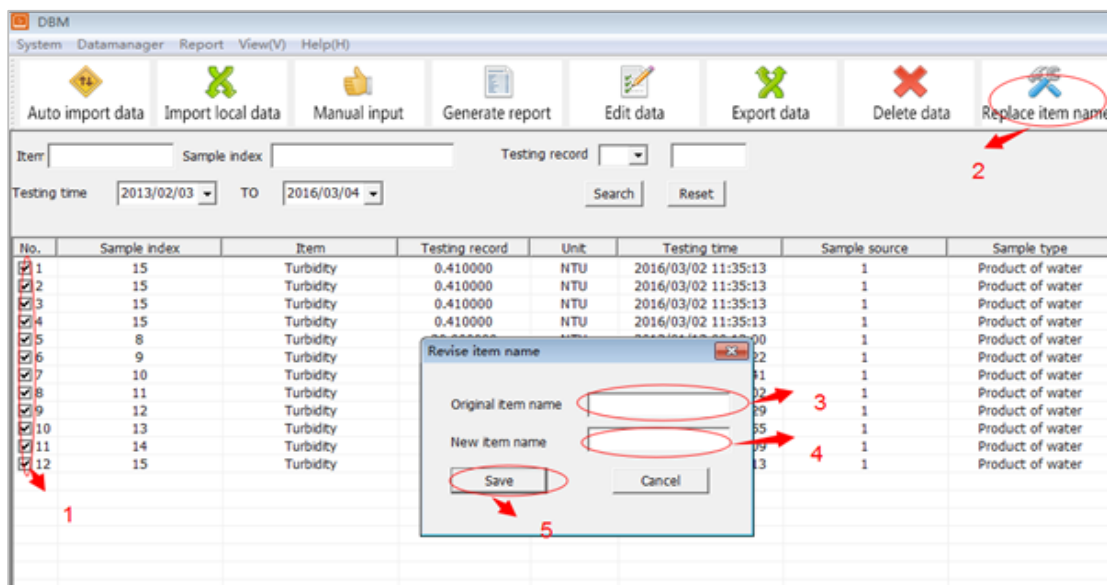 DBM
System Datamanager Report View(V) Help(H)
Auto import data Import local data Manual input Generate report Edit data Export data Delete data Replace item name
2
Item Sample index Testing record
Testing time 2013/02/03 TO 2016/03/04 Search Reset
No. Sample index Item Testing record Unit Testing time Sample source Sample type
1 15 Turbidity 0.410000 NTU 2016/03/02 11:35:13 1 Product of water
2 15 Turbidity 0.410000 NTU 2016/03/02 11:35:13 1 Product of water
3 15 Turbidity 0.410000 NTU 2016/03/02 11:35:13 1 Product of water
4 15 Turbidity 0.410000 NTU 2016/03/02 11:35:13 1 Product of water
5 8 Turbidity 00 1 Product of water
6 9 Turbidity 22 1 Product of water
7 10 Turbidity 41 1 Product of water
8 11 Turbidity 02 1 Product of water
9 12 Turbidity 29 1 Product of water
10 13 Turbidity 55 1 Product of water
11 14 Turbidity 09 1 Product of water
12 15 Turbidity 13 1 Product of water
Revise item name
Original item name
3
New item name
4
Save Cancel
5
1